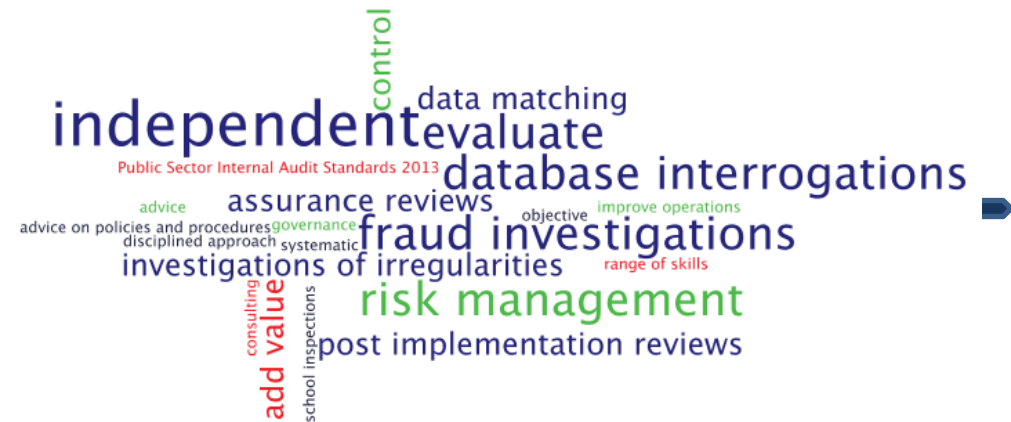 control
data matching
independent
evaluate
Public Sector Internal Audit Standards 2013
database interrogations
assurance reviews
advice
objective
improve operations
advice on policies and procedures
governance
fraud investigations
disciplined approach
systematic
investigations of irregularities
range of skills
consulting
add value
school inspections
risk management
post implementation reviews